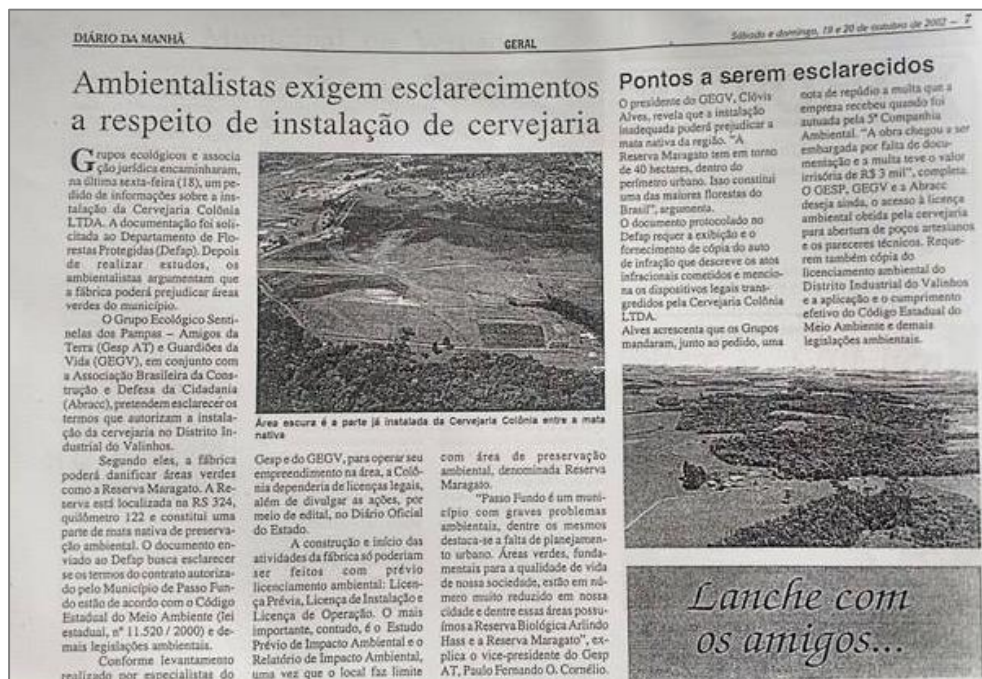 DIÁRIO DA MANHÃ
GERAL
Sábado e domingo, 19 e 20 de outubro de 2002 – 7
Ambientalistas exigem esclarecimentos
a respeito de instalação de cervejaria
Grupos ecológicos e associa
ção jurídica encaminharam,
na última sexta-feira (18), um pe-
dido de informações sobre a ins-
talação da Cervejaria Colônia
LTDA. A documentação foi soli-
citada ao Departamento de Flo-
restas Protegidas (Defap). Depois
de realizar estudos, os
ambientalistas argumentam que
a fábrica poderá prejudicar áreas
verdes do município.
O Grupo Ecológico Senti-
nelas dos Pampas – Amigos da
Terra (Gesp AT) e Guardiões da
Vida (GEGV), em conjunto com
a Associação Brasileira da Cons-
trução e Defesa da Cidadania
(Abracc), pretendem esclarecer os
termos que autorizam a instala-
ção da cervejaria no Distrito In-
dustrial do Valinhos.
Segundo eles, a fábrica
poderá danificar áreas verdes
como a Reserva Maragato. A Re-
serva está localizada na RS 324,
quilômetro 122 e constitui uma
parte de mata nativa de preserva-
ção ambiental. O documento en-
viado ao Defap busca esclarecer
se os termos do contrato autoriza-
do pelo Município de Passo Fun-
do estão de acordo com o Código
Estadual do Meio Ambiente (lei
estadual, nº 11.520 / 2000) e de-
mais legislações ambientais.
Conforme levantamento
realizado por especialistas do
Área escura é a parte já instalada da Cervejaria Colônia entre a mata
nativa
Gesp e do GEGV, para operar seu
empreendimento na área, a Colô-
nia dependeria de licenças legais,
além de divulgar as ações, por
meio de edital, no Diário Oficial
do Estado.
A construção e início das
atividades da fábrica só poderiam
ser feitos com prévio
licenciamento ambiental: Licen-
ça Prévia, Licença de Instalação e
Licença de Operação. O mais
importante, contudo, é o Estudo
Prévio de Impacto Ambiental e o
Relatório de Impacto Ambiental,
uma vez que o local faz limite
com área de preservação
ambiental, denominada Reserva
Maragato.
"Passo Fundo é um muni-
cípio com graves problemas
ambientais, dentre os mesmos
destaca-se a falta de planejamen-
to urbano. Áreas verdes, funda-
mentais para a qualidade de vida
de nossa sociedade, estão em nú-
mero muito reduzido em nossa
cidade e dentre essas áreas possu-
ímos a Reserva Biológica Arlindo
Hass e a Reserva Maragato", ex-
plica o vice-presidente do Gesp
AT, Paulo Fernando O. Cornélio.
Pontos a serem esclarecidos
O presidente do GEGV, Clóvis
Alves, revela que a instalação
inadequada poderá prejudicar a
mata nativa da região. "A
Reserva Maragato tem em torno
de 40 hectares, dentro do
perímetro urbano. Isso constitui
uma das maiores florestas do
Brasil", argumenta.
O documento protocolado no
Defap requer a exibição e o
fornecimento de cópia do auto
de infração que descreve os atos
infracionais cometidos e mencio-
na os dispositivos legais trans-
gredidos pela Cervejaria Colônia
LTDA.
Alves acrescenta que os Grupos
mandaram, junto ao pedido, uma
nota de repúdio a multa que a
empresa recebeu quando foi
autuada pela 5ª Companhia
Ambiental. "A obra chegou a ser
embargada por falta de docu-
mentação e a multa teve o valor
irrisória de R$ 3 mil", completa.
O GESP, GEGV e a Abracc
deseja ainda, o acesso à licença
ambiental obtida pela cervejaria
para abertura de poços artesianos
e os pareceres técnicos. Reque-
rem também cópia do
licenciamento ambiental do
Distrito Industrial do Valinhos
e a aplicação e o cumprimento
efetivo do Código Estadual do
Meio Ambiente e demais
legislações ambientais.
Lanche com
os amigos...